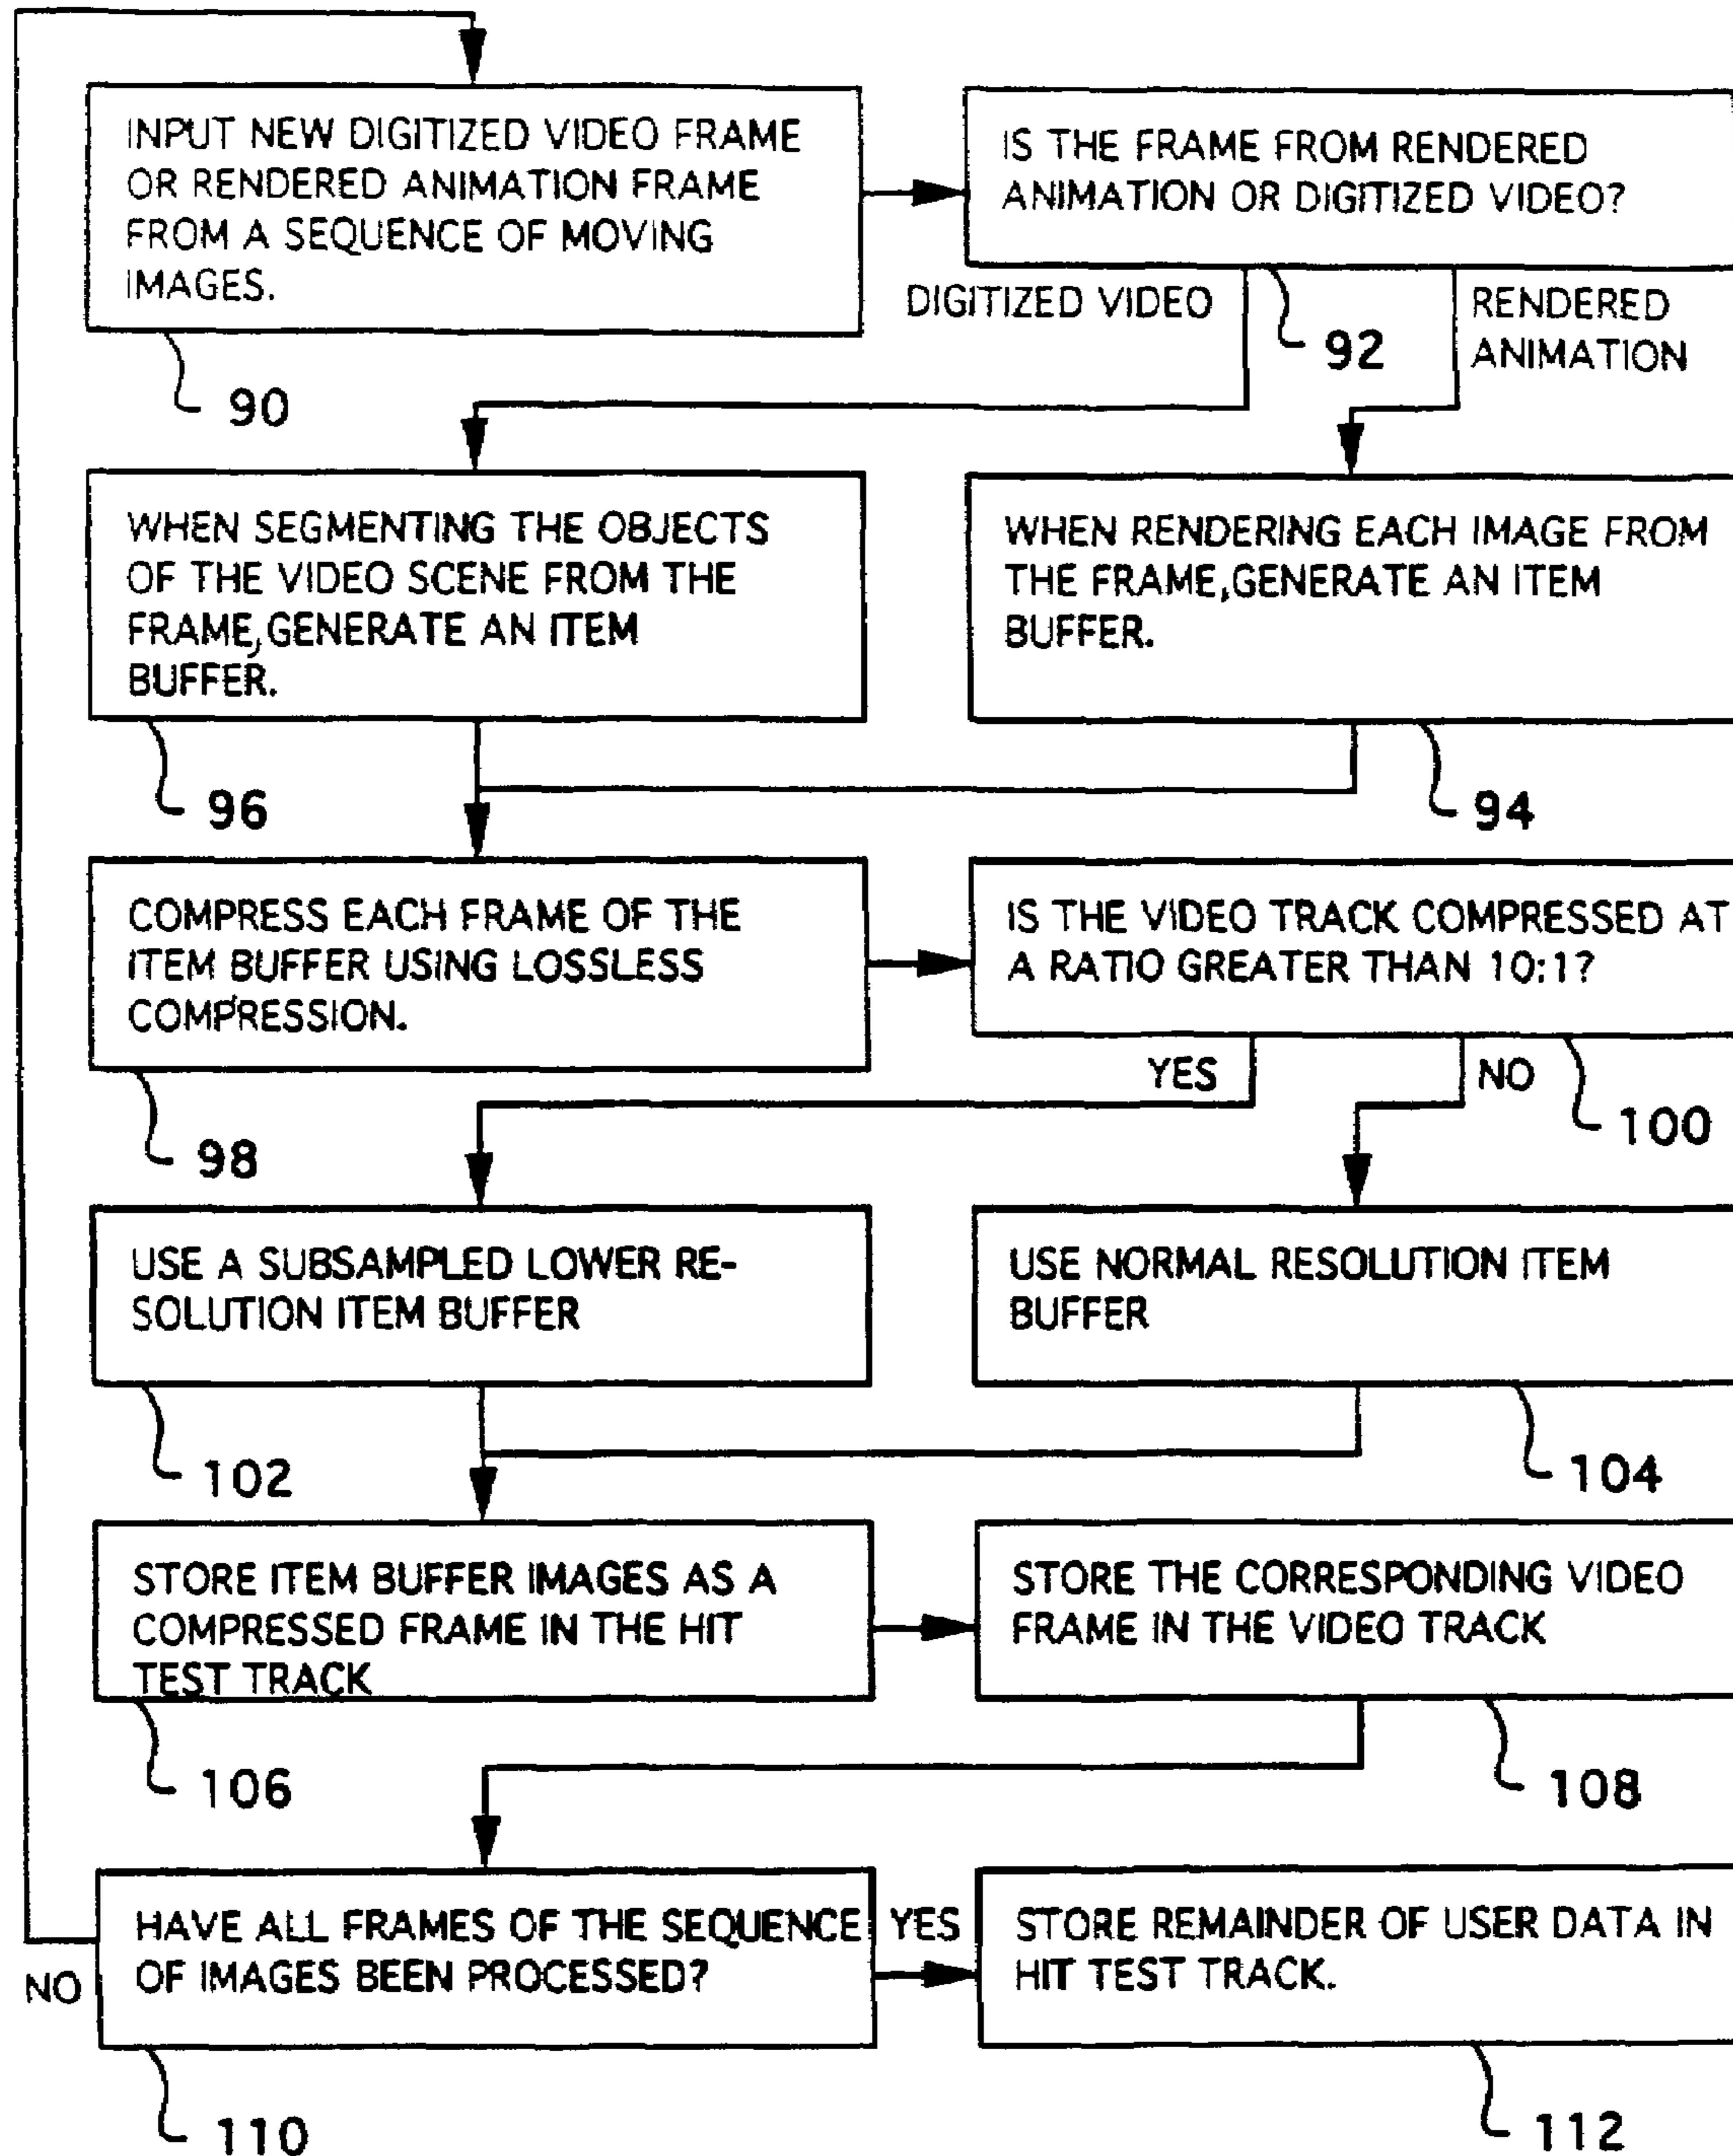 INPUT NEW DIGITIZED VIDEO FRAME
OR RENDERED ANIMATION FRAME
FROM A SEQUENCE OF MOVING
IMAGES.
90
IS THE FRAME FROM RENDERED
ANIMATION OR DIGITIZED VIDEO?
DIGITIZED VIDEO
92
RENDERED
ANIMATION
WHEN SEGMENTING THE OBJECTS
OF THE VIDEO SCENE FROM THE
FRAME,GENERATE AN ITEM
BUFFER.
96
WHEN RENDERING EACH IMAGE FROM
THE FRAME,GENERATE AN ITEM
BUFFER.
94
COMPRESS EACH FRAME OF THE
ITEM BUFFER USING LOSSLESS
COMPRESSION.
98
IS THE VIDEO TRACK COMPRESSED AT
A RATIO GREATER THAN 10:1?
YES
NO
100
USE A SUBSAMPLED LOWER RE-
SOLUTION ITEM BUFFER
102
USE NORMAL RESOLUTION ITEM
BUFFER
104
STORE ITEM BUFFER IMAGES AS A
COMPRESSED FRAME IN THE HIT
TEST TRACK
106
STORE THE CORRESPONDING VIDEO
FRAME IN THE VIDEO TRACK
108
HAVE ALL FRAMES OF THE SEQUENCE
OF IMAGES BEEN PROCESSED?
NO
110
YES
STORE REMAINDER OF USER DATA IN
HIT TEST TRACK.
112